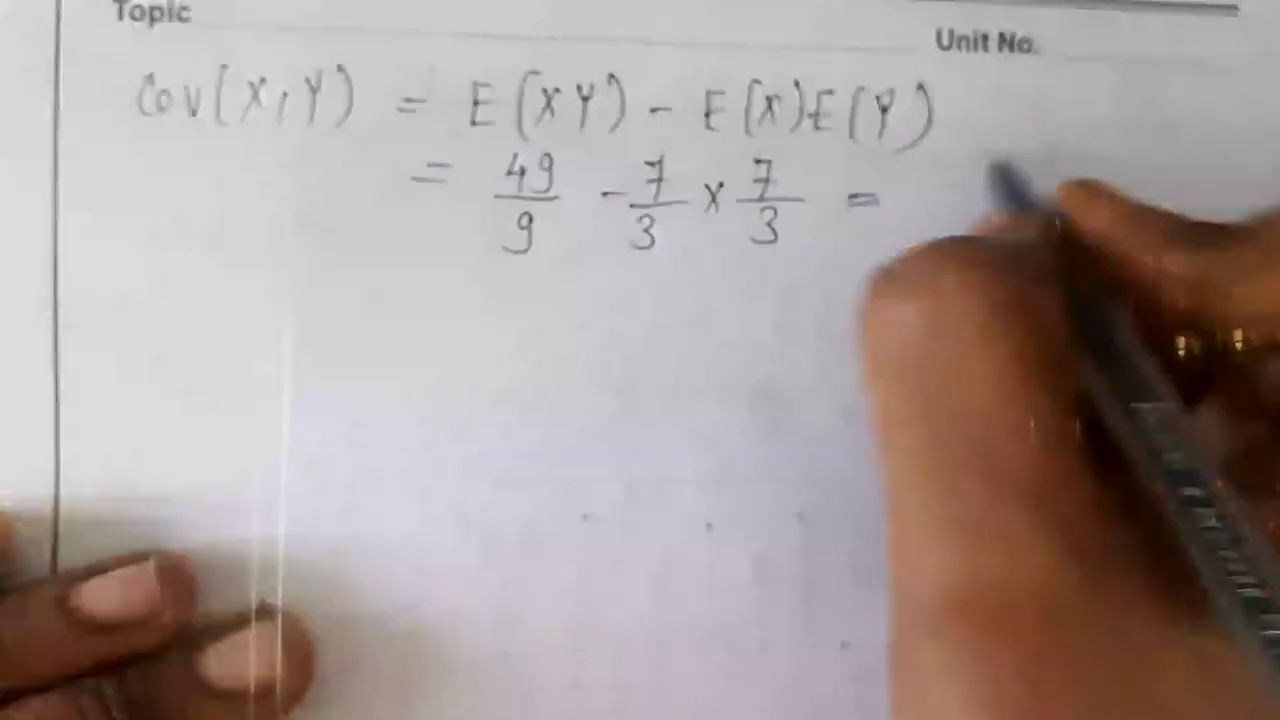 Topic
Unit No.
Cov(X,Y) = E(XY) - E(X)E(Y)
= 49/9 - 7/3 x 7/3 =